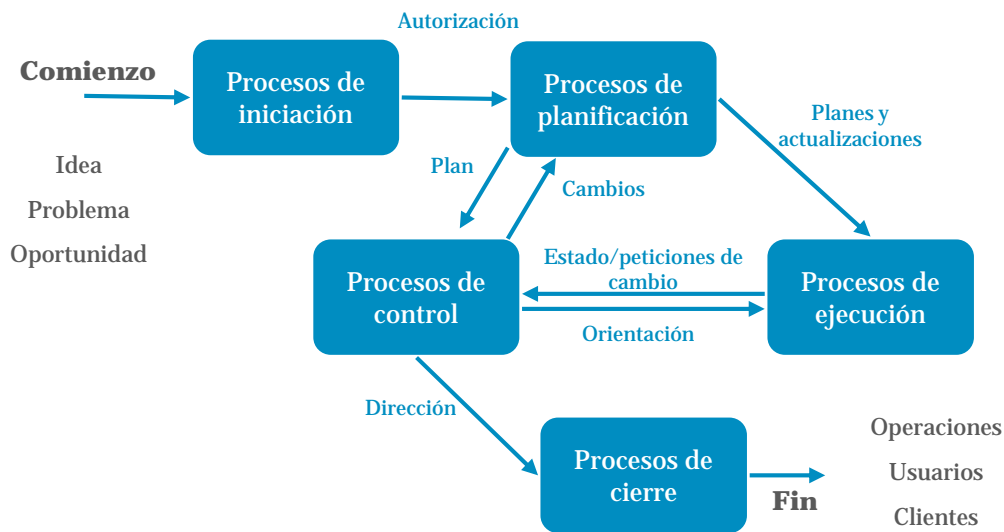 Autorización
Comienzo
Procesos de
iniciación
Procesos de
planificación
Planes y
actualizaciones
Idea
Problema
Oportunidad
Plan
Cambios
Procesos de
control
Estado/peticiones de
cambio
Orientación
Procesos de
ejecución
Dirección
Procesos de
cierre
Fin
Operaciones
Usuarios
Clientes